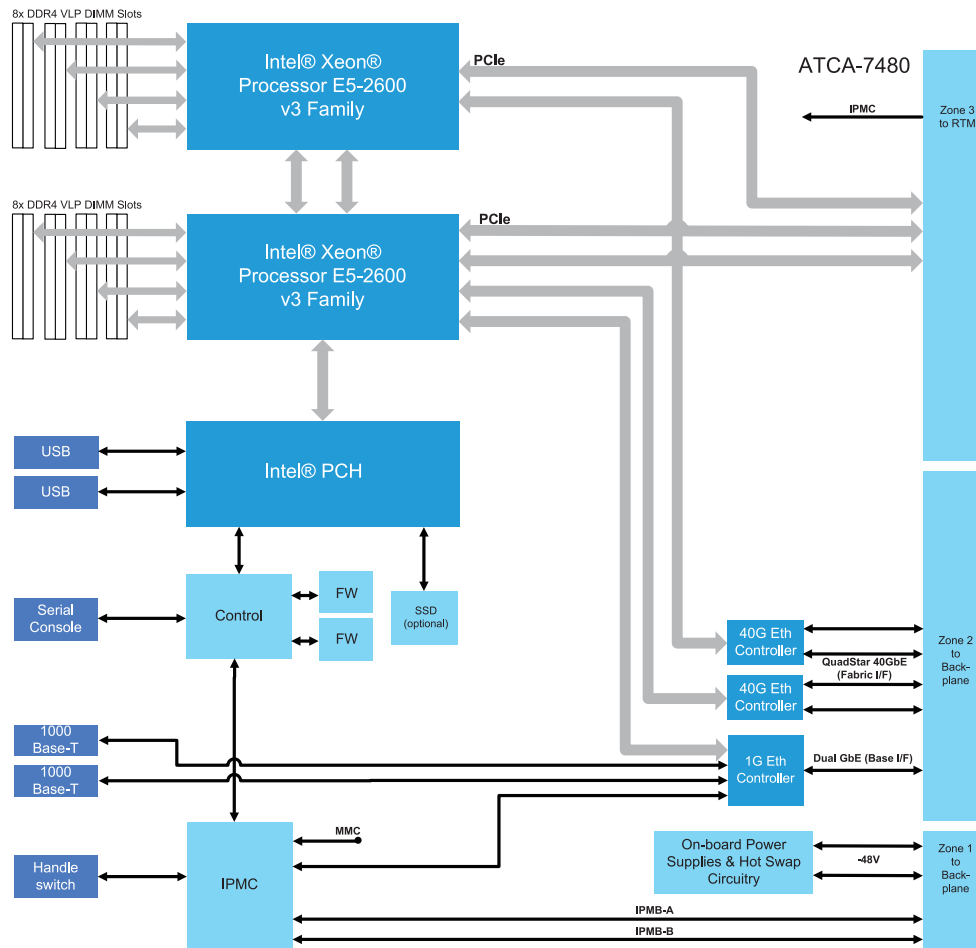 8x DDR4 VLP DIMM Slots
Intel® Xeon®
Processor E5-2600
v3 Family
PCIe
ATCA-7480
IPMC
Zone 3
to RTM
8x DDR4 VLP DIMM Slots
Intel® Xeon®
Processor E5-2600
v3 Family
PCIe
USB
USB
Intel® PCH
Serial
Console
Control
FW
FW
SSD
(optional)
40G Eth
Controller
QuadStar 40GbE
(Fabric I/F)
40G Eth
Controller
Zone 2
to
Back-
plane
1000
Base-T
1000
Base-T
1G Eth
Controller
Dual GbE (Base I/F)
Handle
switch
IPMC
MMC
On-board Power
Supplies & Hot Swap
Circuitry
-48V
Zone 1
to
Back-
plane
IPMB-A
IPMB-B